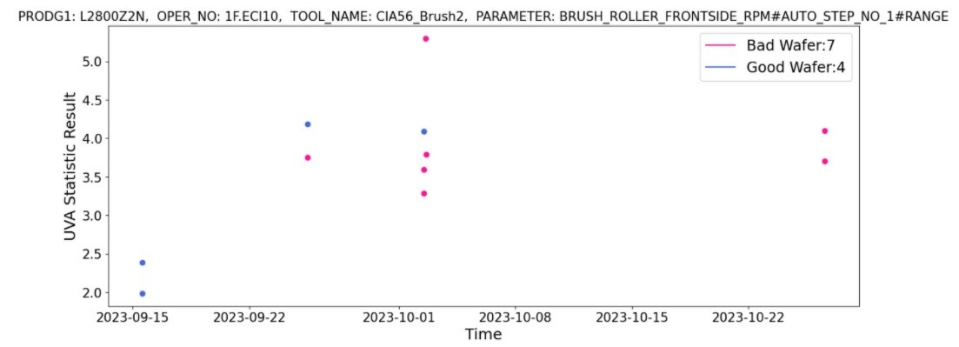 PRODG1: L2800Z2N, OPER_NO: 1F.ECI10, TOOL_NAME: CIA56_Brush2, PARAMETER: BRUSH_ROLLER_FRONTSIDE_RPM#AUTO_STEP_NO_1#RANGE
Bad Wafer:7
Good Wafer:4
UVA Statistic Result
5.0
4.5
4.0
3.5
3.0
2.5
2.0
2023-09-15 2023-09-22 2023-10-01 2023-10-08 2023-10-15 2023-10-22
Time